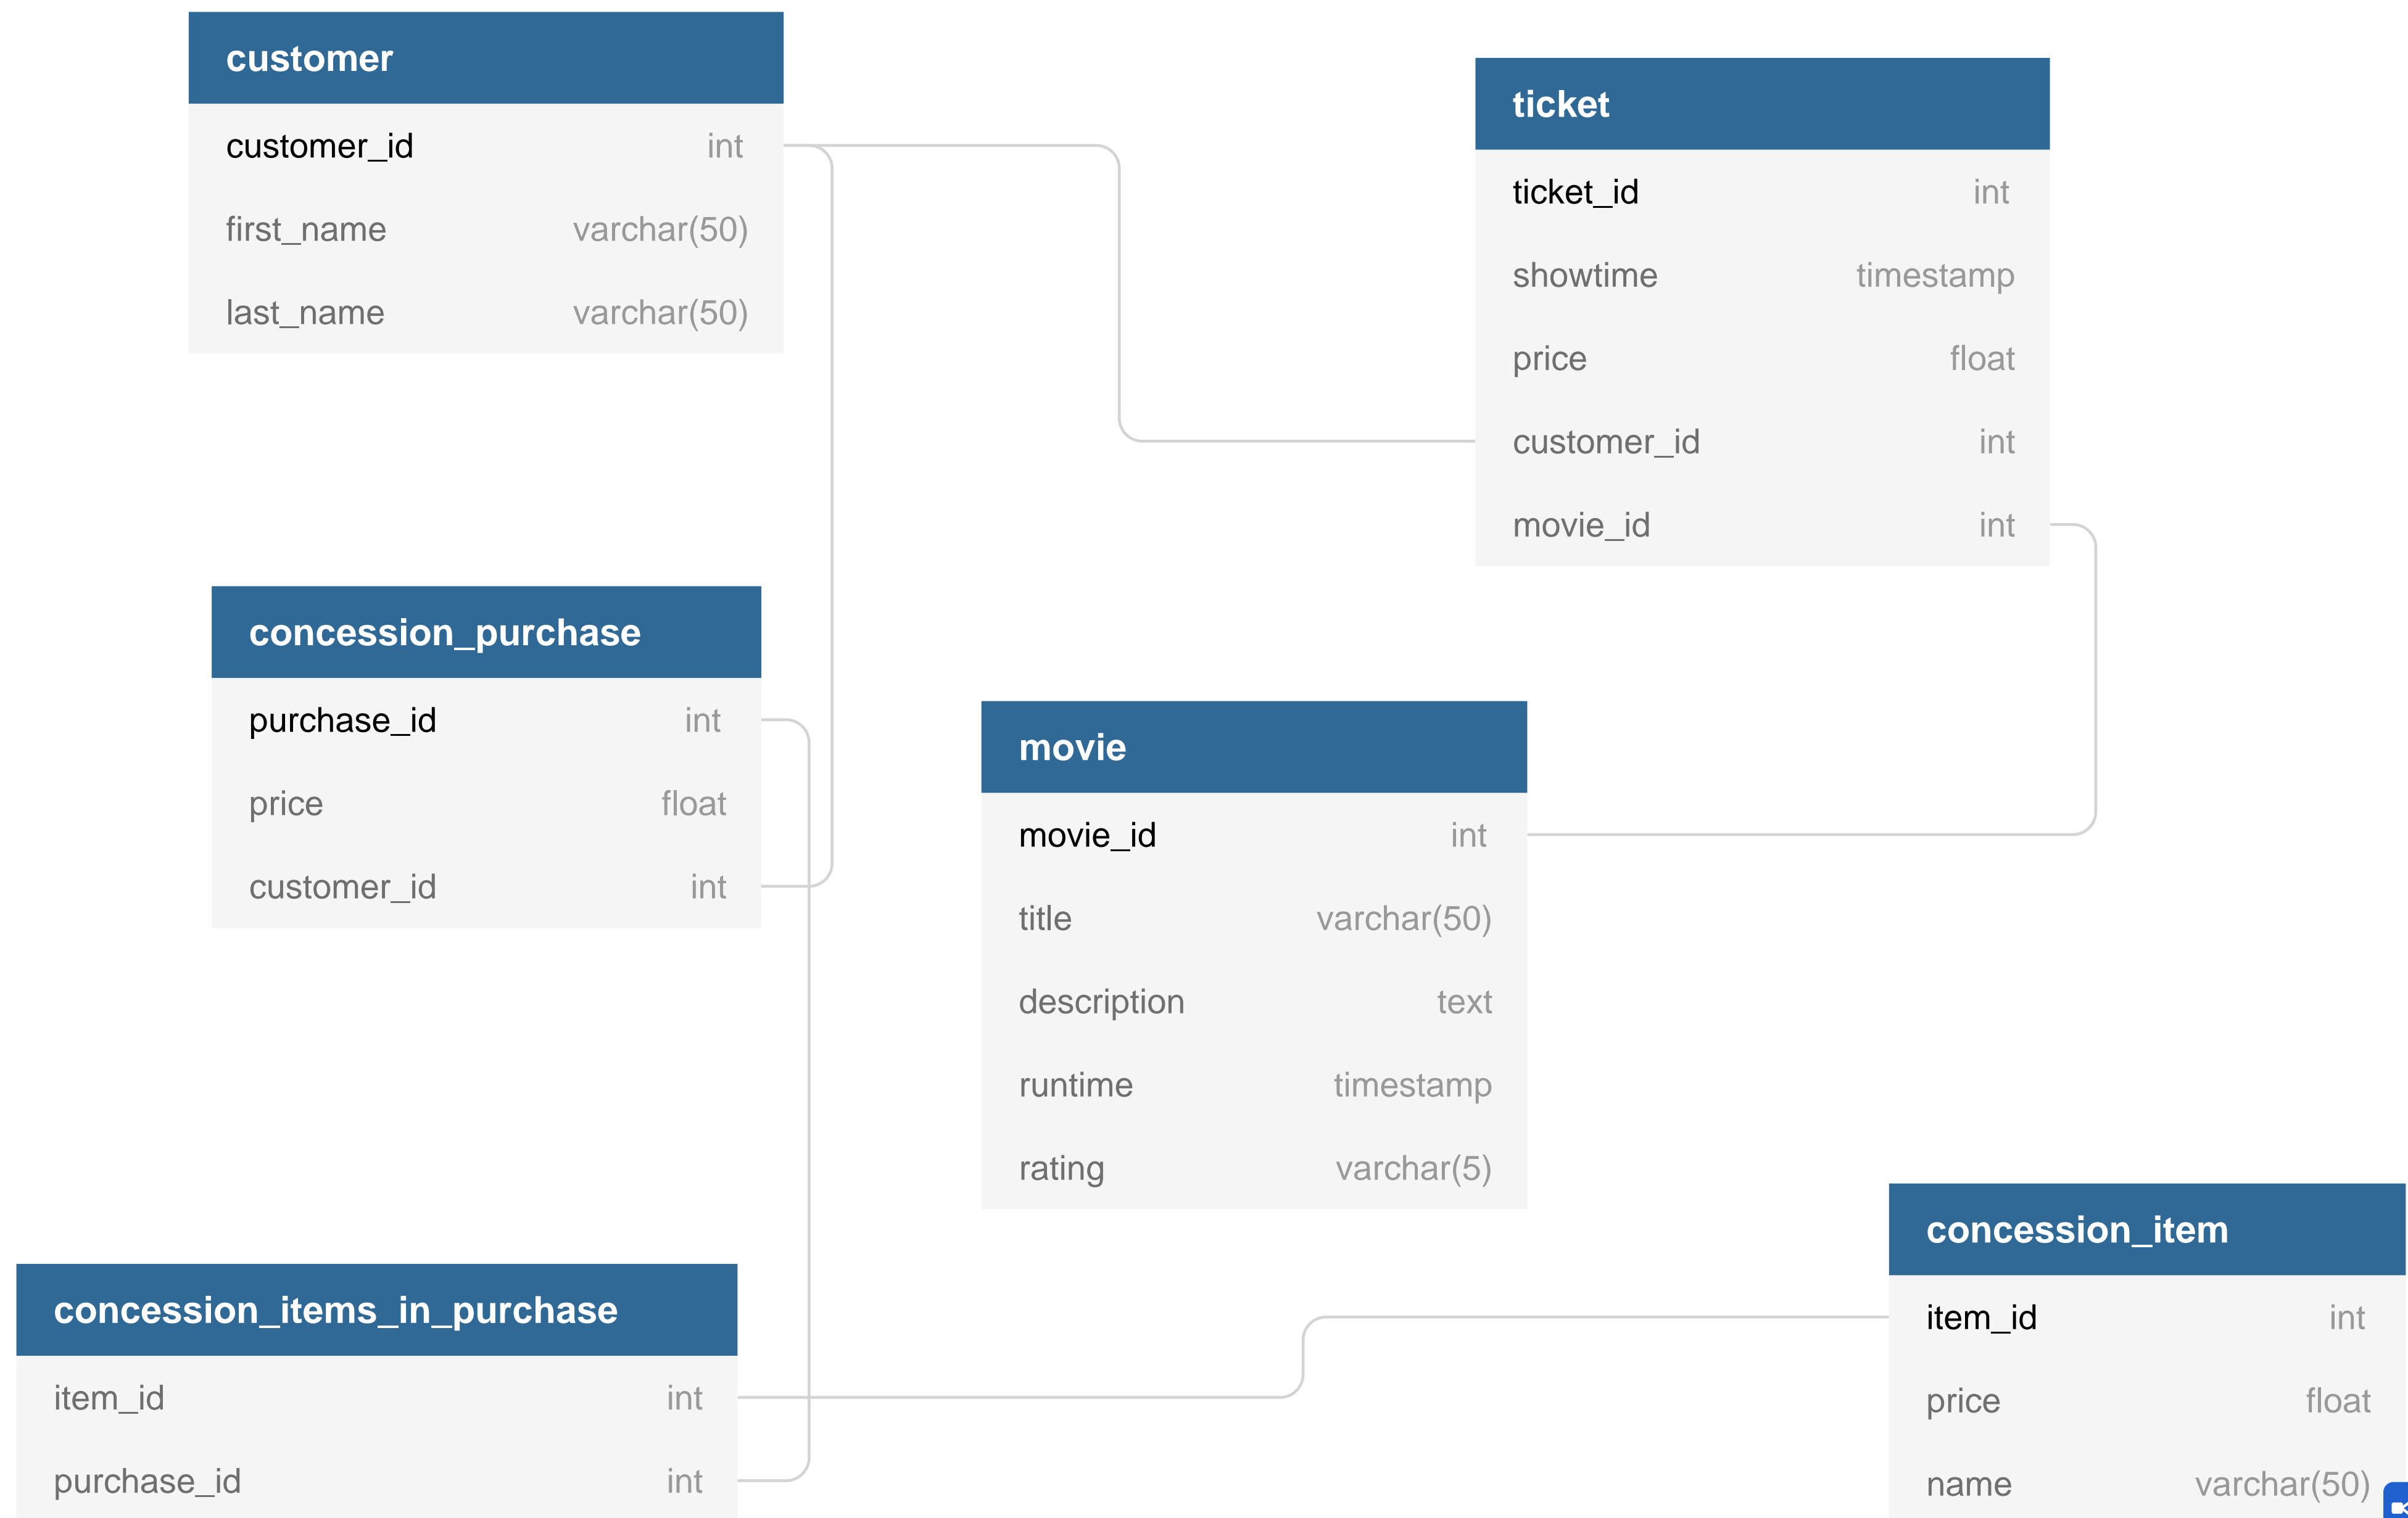 customer
customer_id int
first_name varchar(50)
last_name varchar(50)
ticket
ticket_id int
showtime timestamp
price float
customer_id int
movie_id int
concession_purchase
purchase_id int
price float
customer_id int
movie
movie_id int
title varchar(50)
description text
runtime timestamp
rating varchar(5)
concession_items_in_purchase
item_id int
purchase_id int
concession_item
item_id int
price float
name varchar(50)